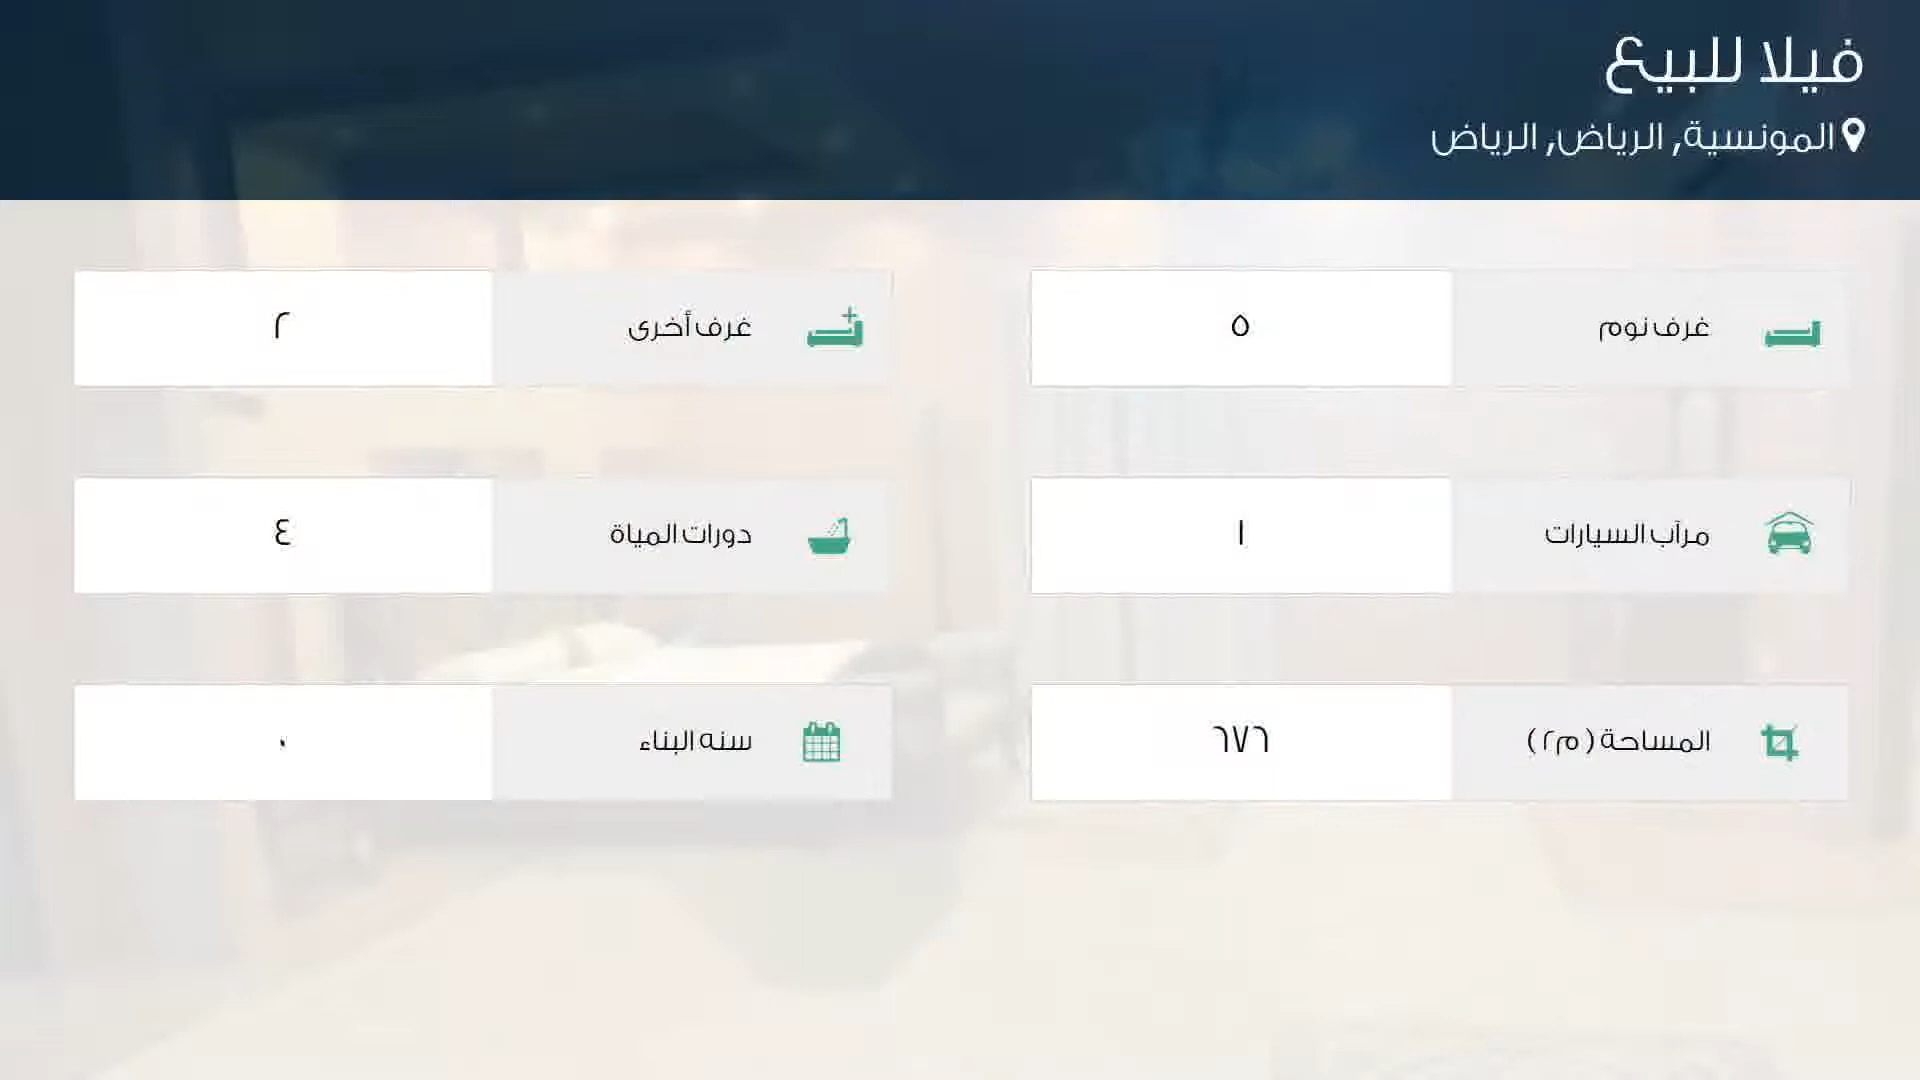 فيلا للبيع
المونسية, الرياض, الرياض
غرف نوم
٥
غرف أخرى
٢
مرآب السيارات
١
دورات المياة
٤
المساحة ( م٢ )
٦٧٦
سنه البناء
٠